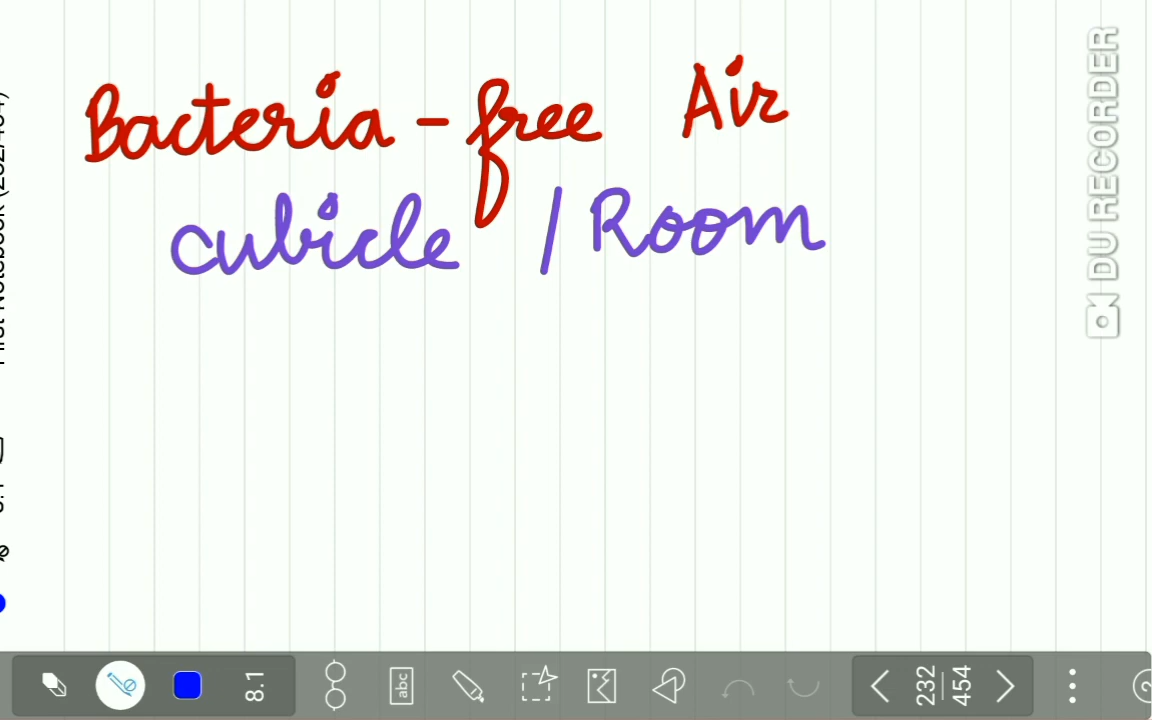 Bacteria - free Air
cubicle / Room
DU RECORDER
8.1
abc
232
454